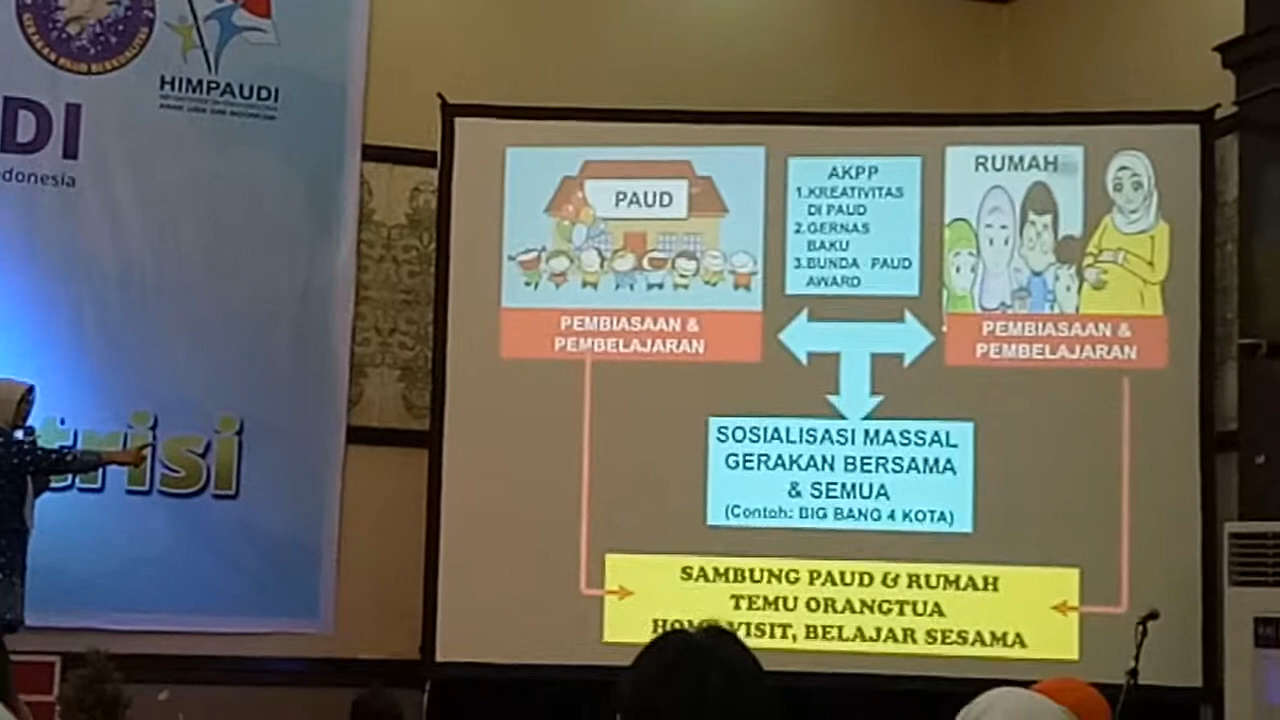 HIMPAUDI
DI
donesia
trisi
PAUD
PEMBIASAAN &
PEMBELAJARAN
AKPP
1.KREATIVITAS
DI PAUD
2.GERNAS
BAKU
3.BUNDA PAUD
AWARD
RUMAH
PEMBIASAAN &
PEMBELAJARAN
SOSIALISASI MASSAL
GERAKAN BERSAMA
& SEMUA
(Contoh: BIG BANG 4 KOTA)
SAMBUNG PAUD & RUMAH
TEMU ORANGTUA
HOME VISIT, BELAJAR SESAMA